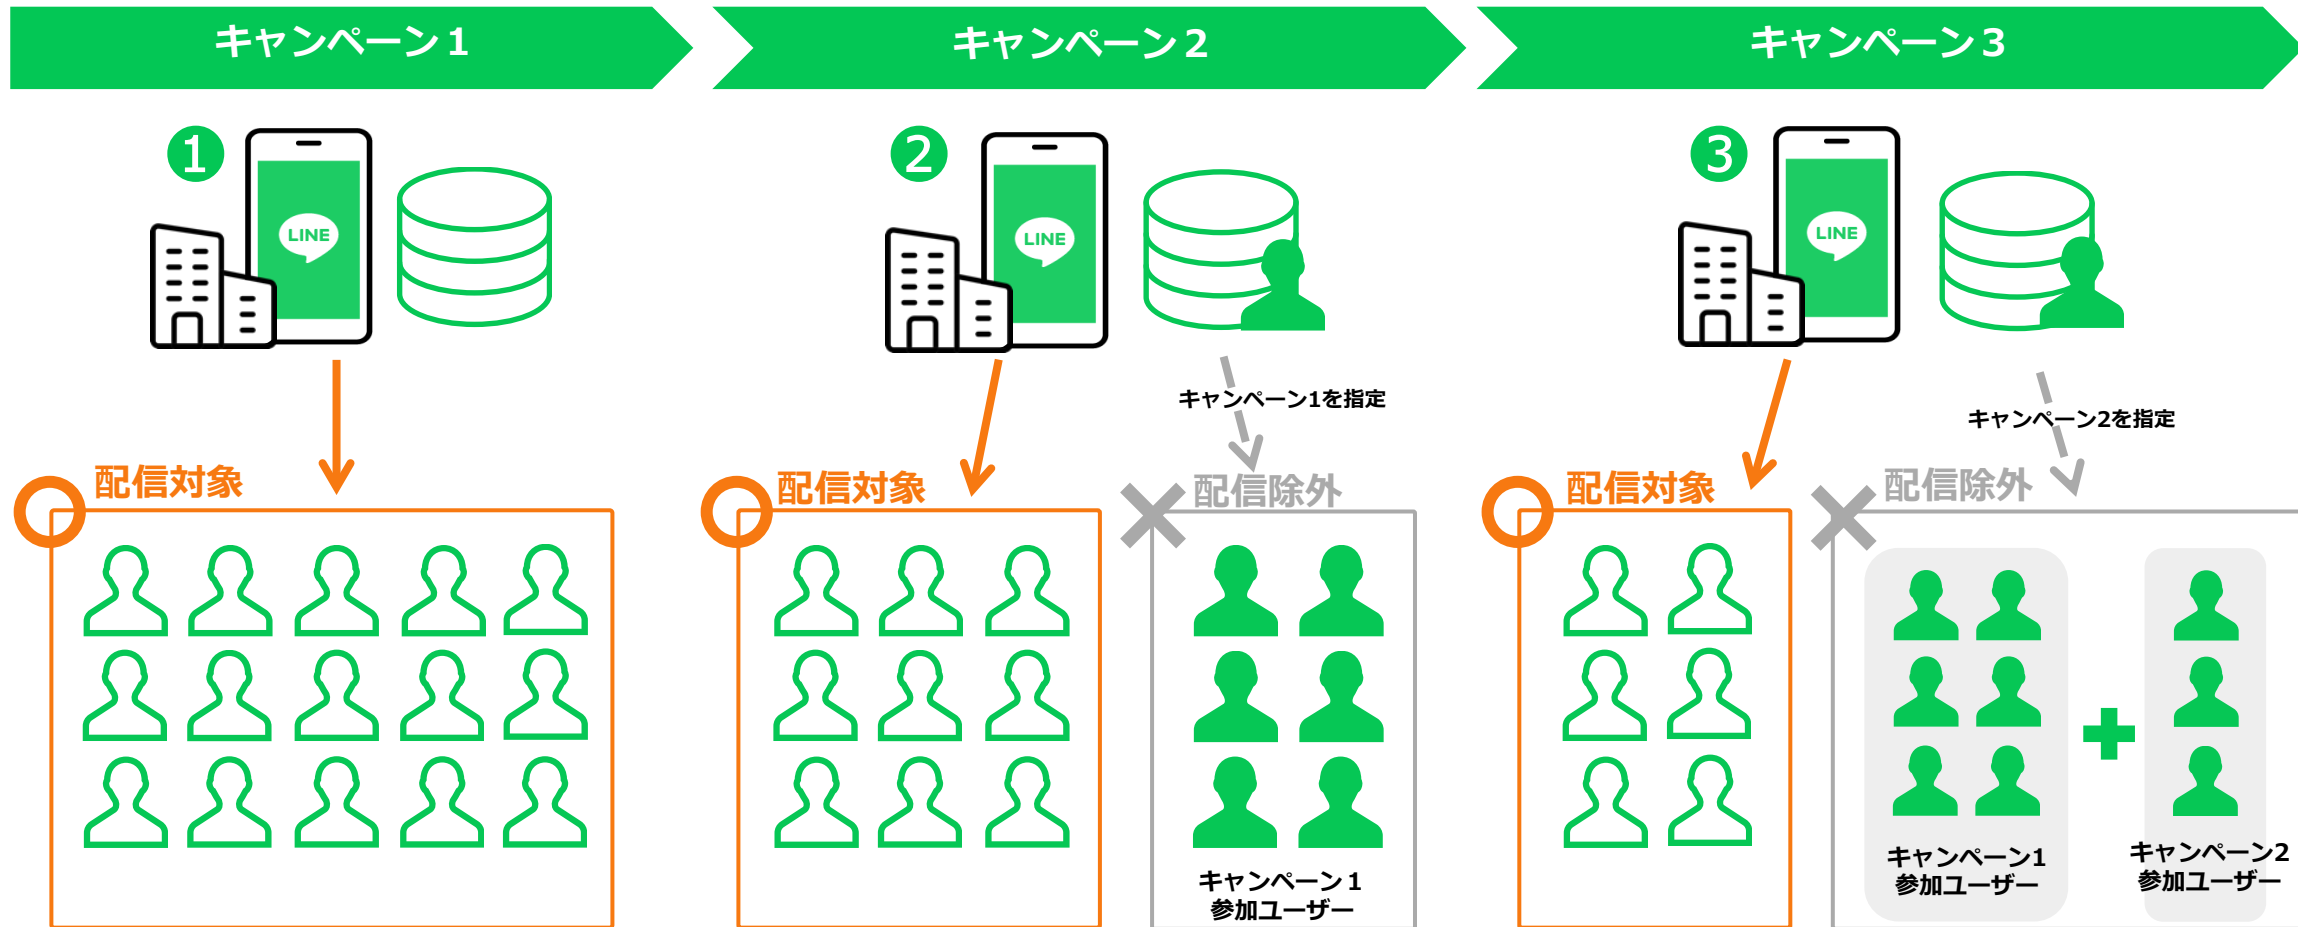 キャンペーン1
キャンペーン2
キャンペーン3
1
LINE
2
LINE
3
LINE
キャンペーン1を指定
キャンペーン2を指定
配信対象
配信対象
配信除外
配信対象
配信除外
キャンペーン1
参加ユーザー
キャンペーン1
参加ユーザー
キャンペーン2
参加ユーザー